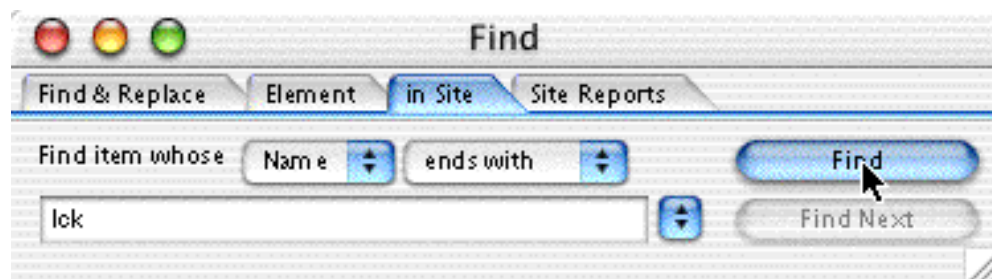 Find
Find & Replace Element in Site Site Reports
Find item whose Name ends with Find
lck Find Next